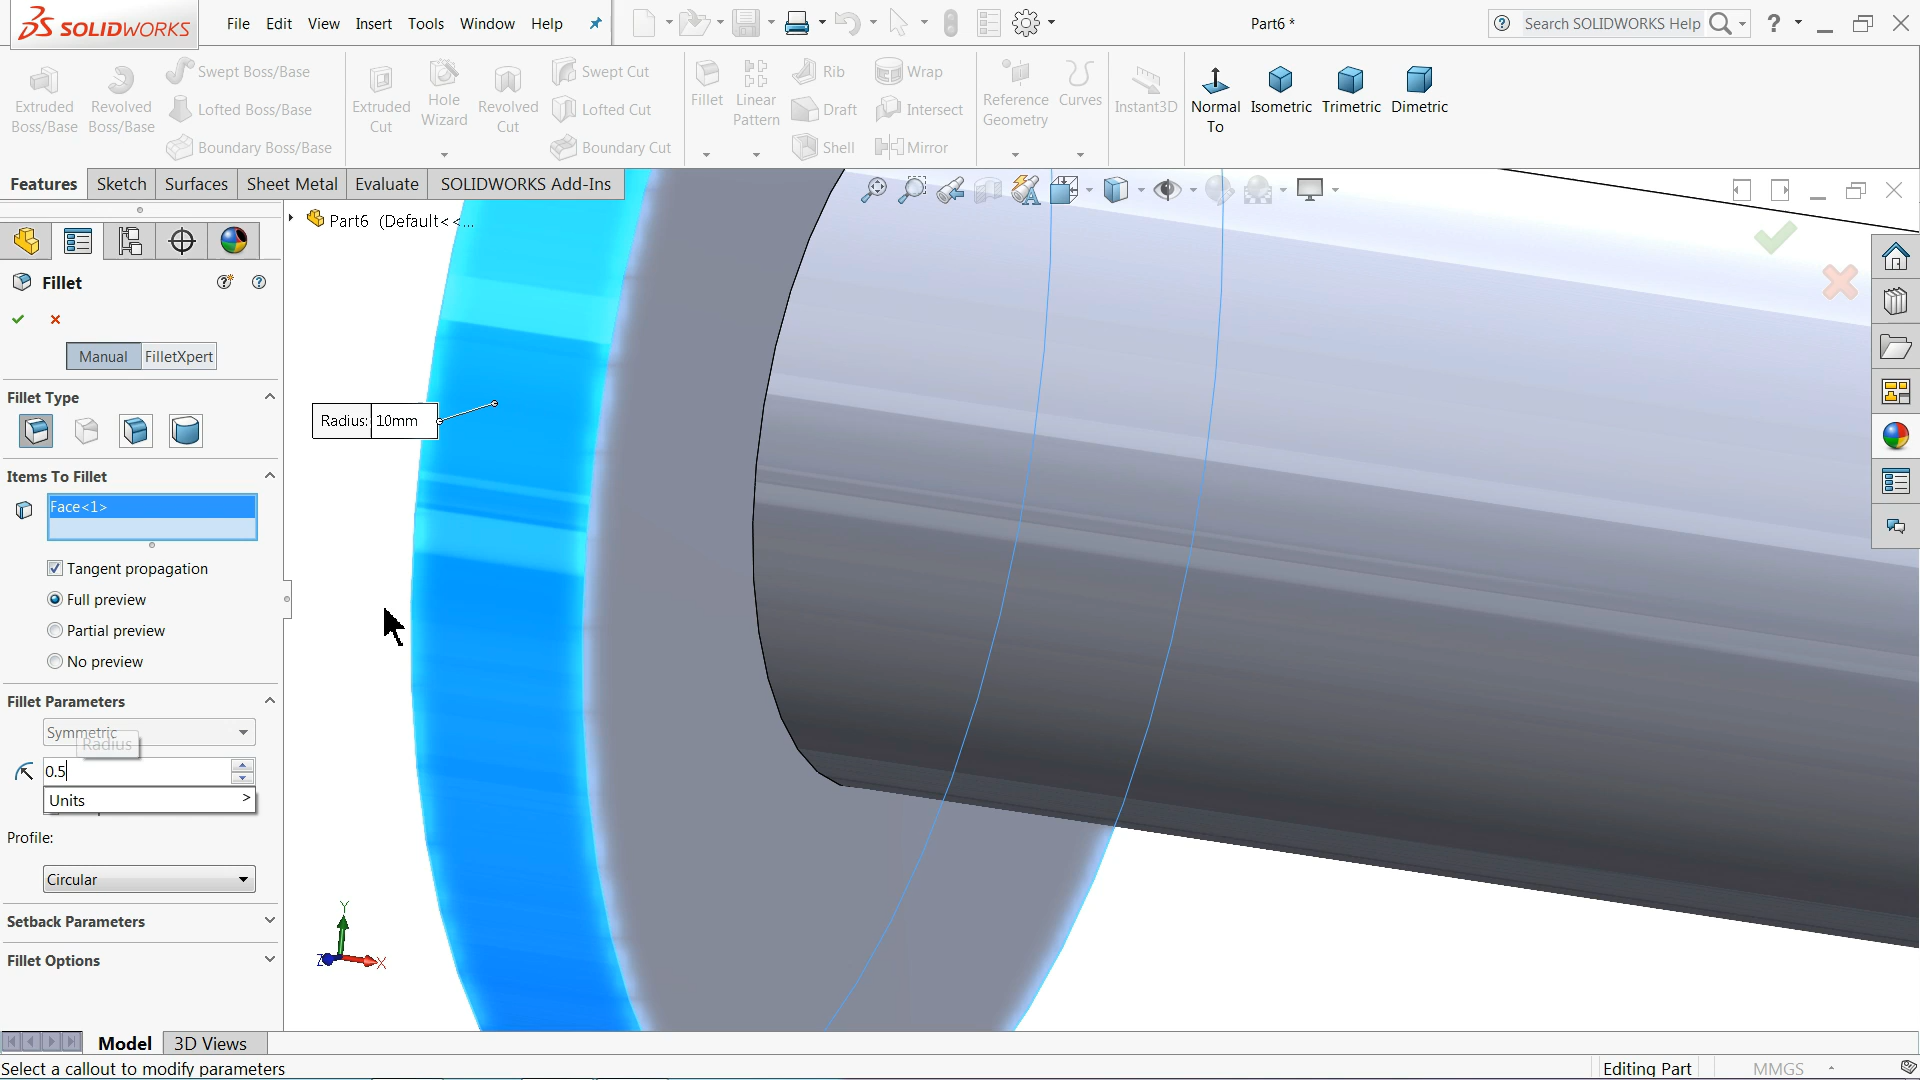 SOLIDWORKS
File Edit View Insert Tools Window Help
Part6 *
Search SOLIDWORKS Help
Extruded Boss/Base
Revolved Boss/Base
Swept Boss/Base
Lofted Boss/Base
Boundary Boss/Base
Extruded Cut
Hole Wizard
Revolved Cut
Swept Cut
Lofted Cut
Boundary Cut
Fillet
Linear Pattern
Rib
Draft
Shell
Wrap
Intersect
Mirror
Reference Geometry
Curves
Instant3D
Normal To
Isometric
Trimetric
Dimetric
Features Sketch Surfaces Sheet Metal Evaluate SOLIDWORKS Add-Ins
Part6 (Default<<...
Fillet
Manual FilletXpert
Fillet Type
Radius: 10mm
Items To Fillet
Face<1>
Tangent propagation
Full preview
Partial preview
No preview
Fillet Parameters
Symmetric
Radius
0.5
Units >
Profile:
Circular
Setback Parameters
Fillet Options
Y
Z X
Model 3D Views
Select a callout to modify parameters
Editing Part
MMGS